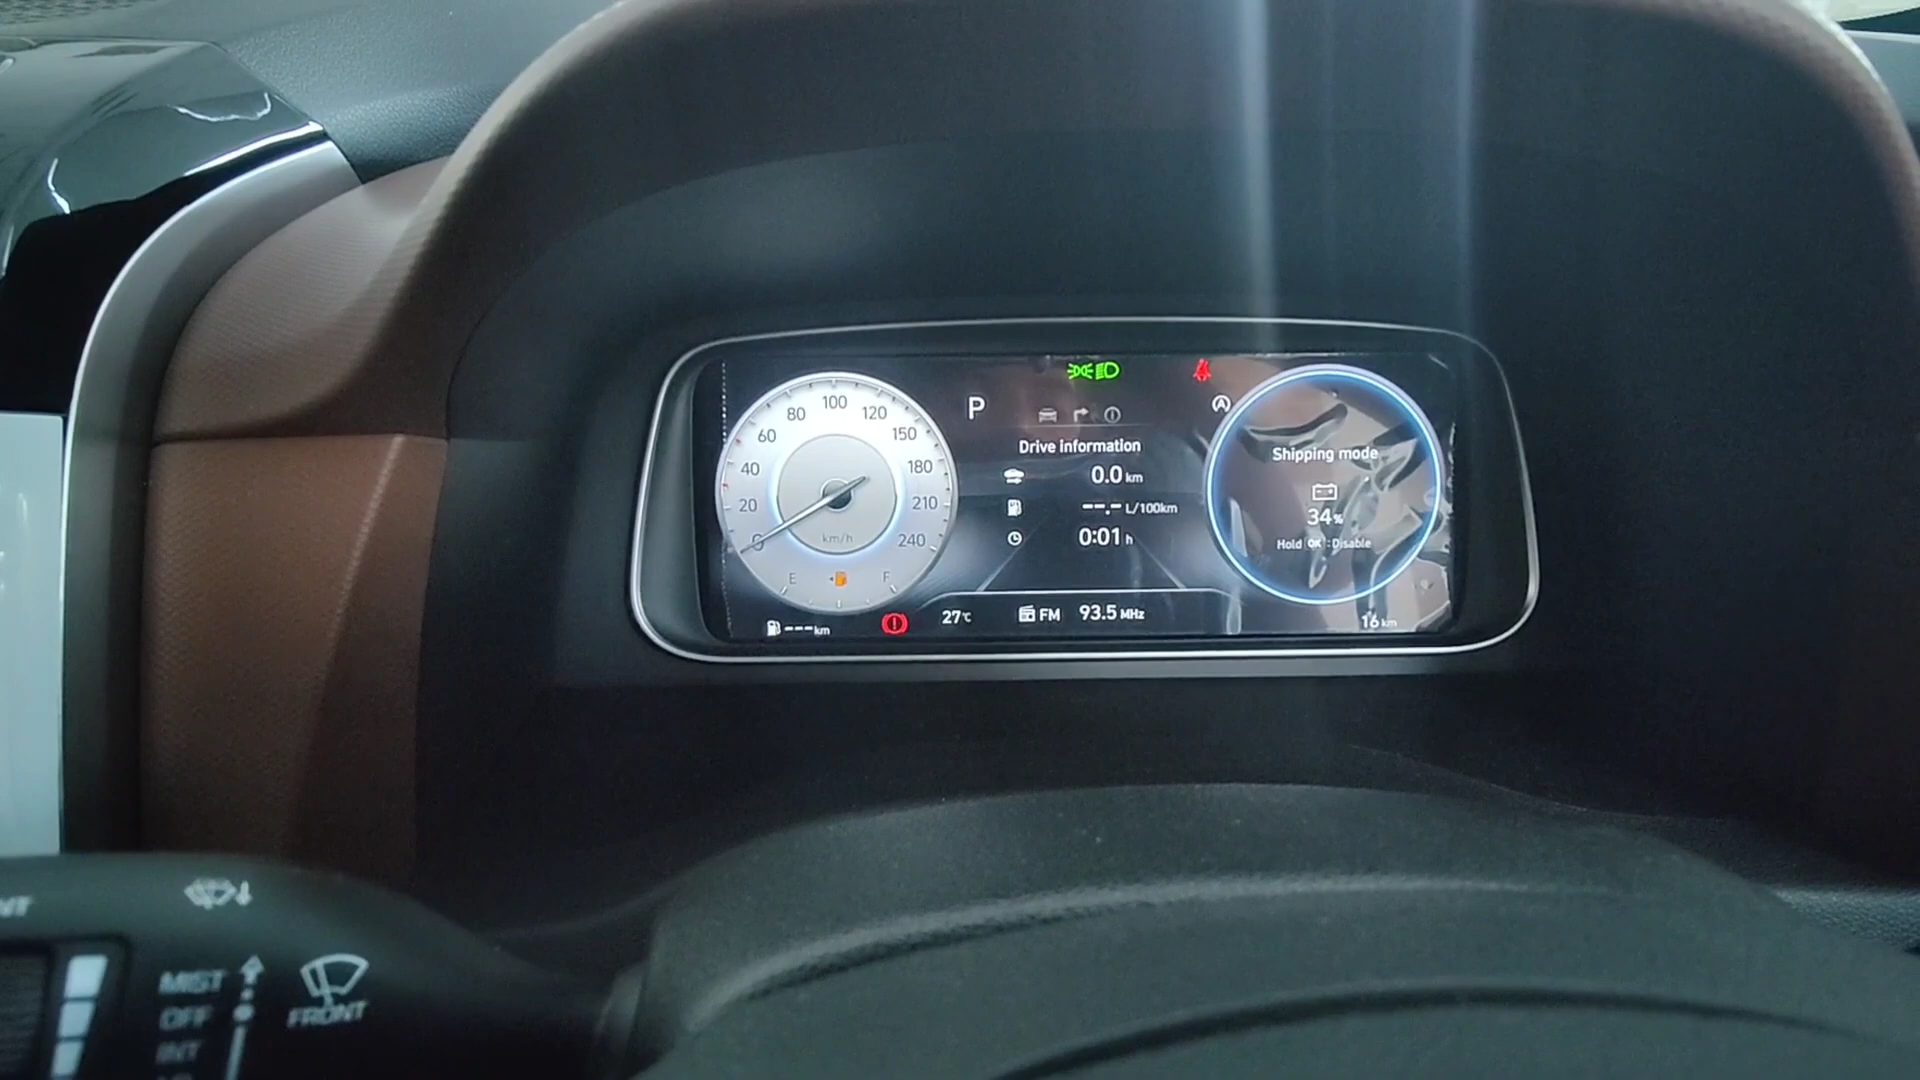 100
80 120
60 150
40 180
20 210
0 240
km/h
E F
---km
P
Drive information
0.0 km
--.- L/100km
0:01 h
27°C
FM 93.5 MHz
Shipping mode
34%
Hold OK : Disable
16 km
MIST
OFF
INT
FRONT